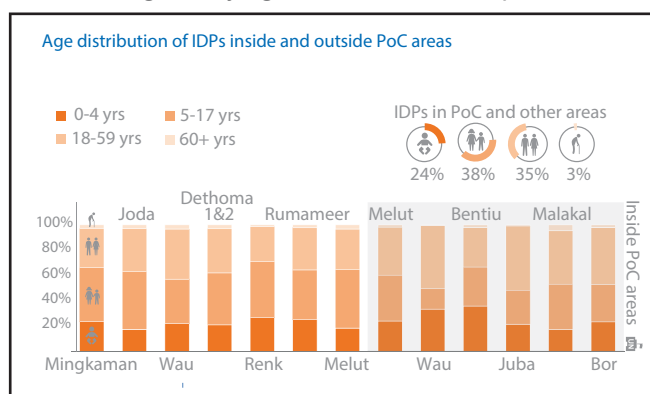 Age distribution of IDPs inside and outside PoC areas
0-4 yrs 5-17 yrs
18-59 yrs 60+ yrs
IDPs in PoC and other areas
24% 38% 35% 3%
Dethoma
Joda 1&2 Rumameer Melut Bentiu Malakal
100%
80%
60%
40%
20%
Mingkaman Wau Renk Melut Wau Juba Bor
Inside PoC areas